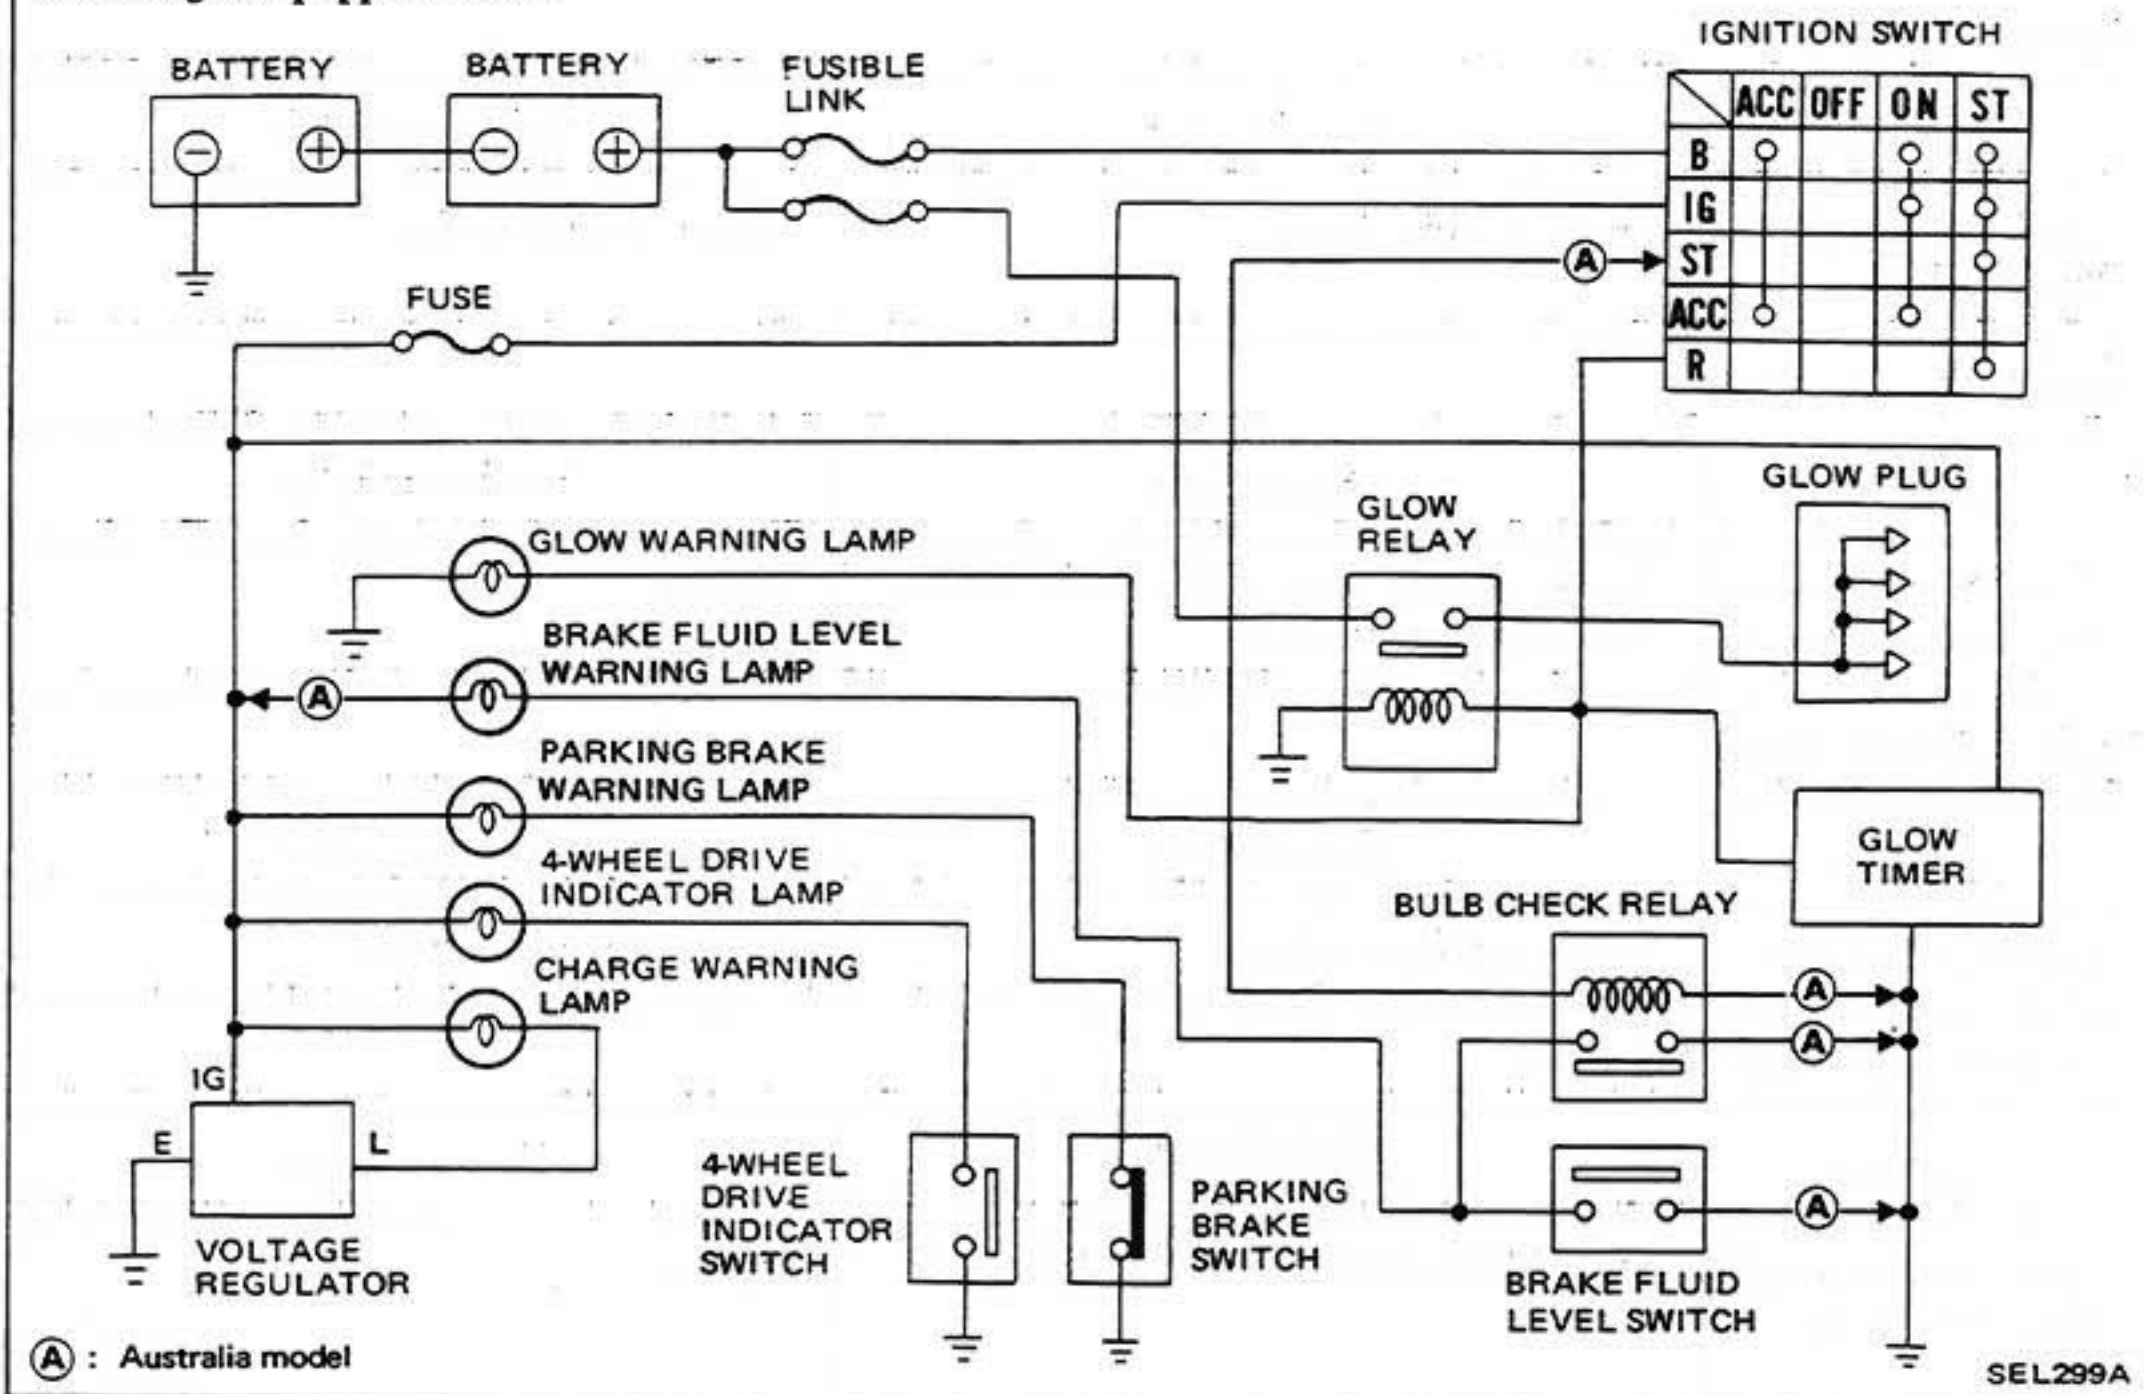 IGNITION SWITCH
BATTERY
BATTERY
FUSIBLE
LINK
ACC OFF ON ST
B
IG
ST
ACC
R
A
FUSE
GLOW PLUG
GLOW
RELAY
GLOW WARNING LAMP
BRAKE FLUID LEVEL
WARNING LAMP
A
PARKING BRAKE
WARNING LAMP
GLOW
TIMER
4-WHEEL DRIVE
INDICATOR LAMP
BULB CHECK RELAY
CHARGE WARNING
LAMP
A
A
IG
E
L
4-WHEEL
DRIVE
INDICATOR
SWITCH
PARKING
BRAKE
SWITCH
A
VOLTAGE
REGULATOR
BRAKE FLUID
LEVEL SWITCH
A : Australia model
SEL299A